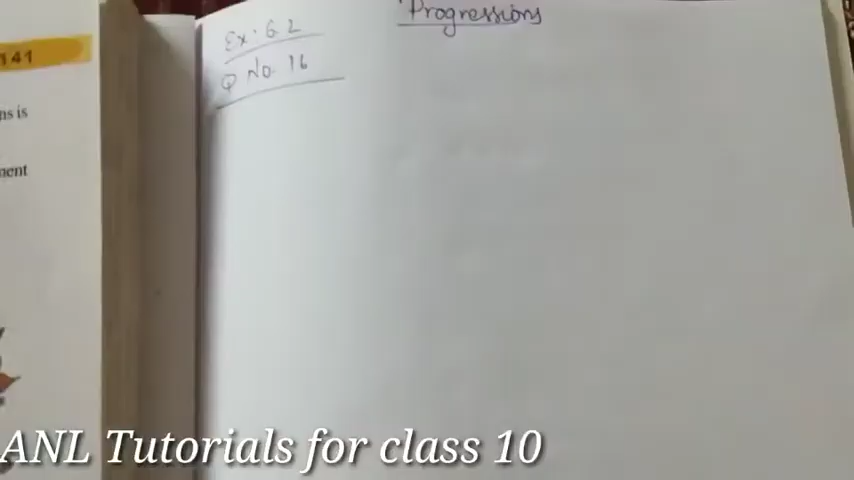 141
ns is
nent
Progressions
Ex: 6.2
Q No. 16
ANL Tutorials for class 10